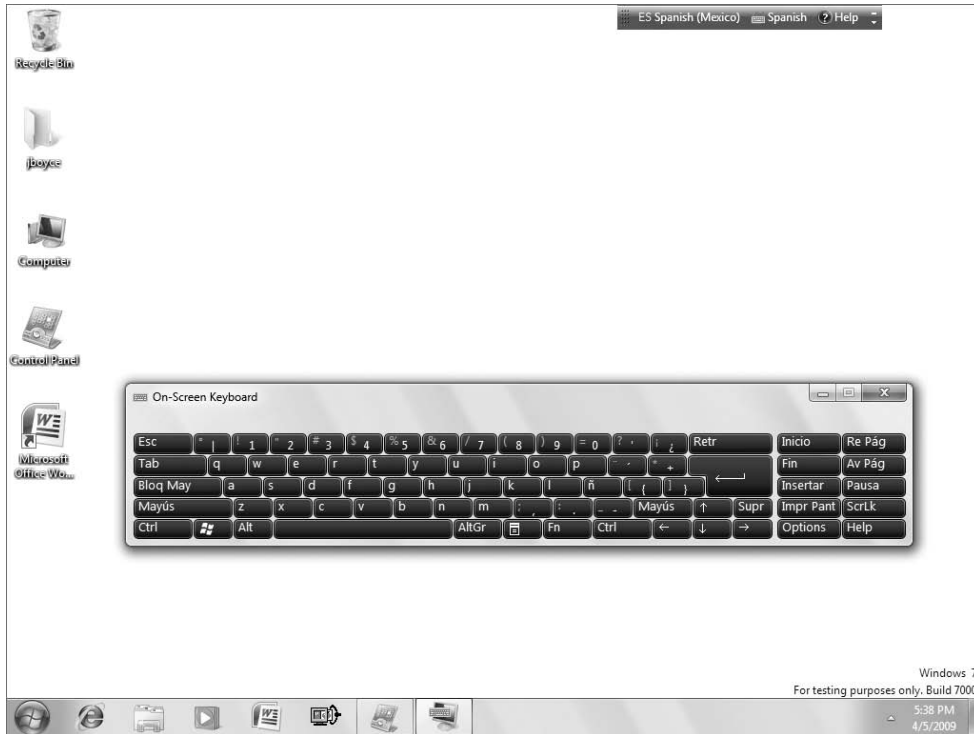 ES Spanish (Mexico) Spanish ? Help
Recycle Bin
jboyce
Computer
Control Panel
Microsoft
Office Wo...
On-Screen Keyboard
Esc ° | ! 1 " 2 # 3 $ 4 % 5 & 6 / 7 ( 8 ) 9 = 0 ? ' ¡ ¿ Retr Inicio Re Pág
Tab q w e r t y u i o p ¨ ´ * + Fin Av Pág
Bloq May a s d f g h j k l ñ [ { ] } Insertar Pausa
Mayús z x c v b n m ; , : . _ - Mayús ↑ Supr Impr Pant ScrLk
Ctrl Alt AltGr Fn Ctrl ← ↓ → Options Help
Windows 7
For testing purposes only. Build 7000
5:38 PM
4/5/2009